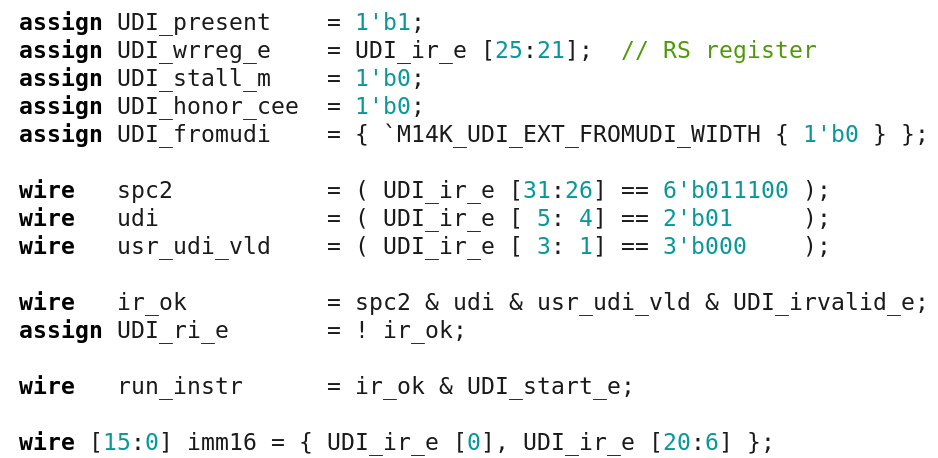 assign UDI_present    = 1'b1;
assign UDI_wrreg_e    = UDI_ir_e [25:21];  // RS register
assign UDI_stall_m    = 1'b0;
assign UDI_honor_cee  = 1'b0;
assign UDI_fromudi    = { `M14K_UDI_EXT_FROMUDI_WIDTH { 1'b0 } };

wire   spc2           = ( UDI_ir_e [31:26] == 6'b011100 );
wire   udi            = ( UDI_ir_e [ 5: 4] == 2'b01     );
wire   usr_udi_vld    = ( UDI_ir_e [ 3: 1] == 3'b000    );

wire   ir_ok          = spc2 & udi & usr_udi_vld & UDI_irvalid_e;
assign UDI_ri_e       = ! ir_ok;

wire   run_instr      = ir_ok & UDI_start_e;

wire [15:0] imm16 = { UDI_ir_e [0], UDI_ir_e [20:6] };